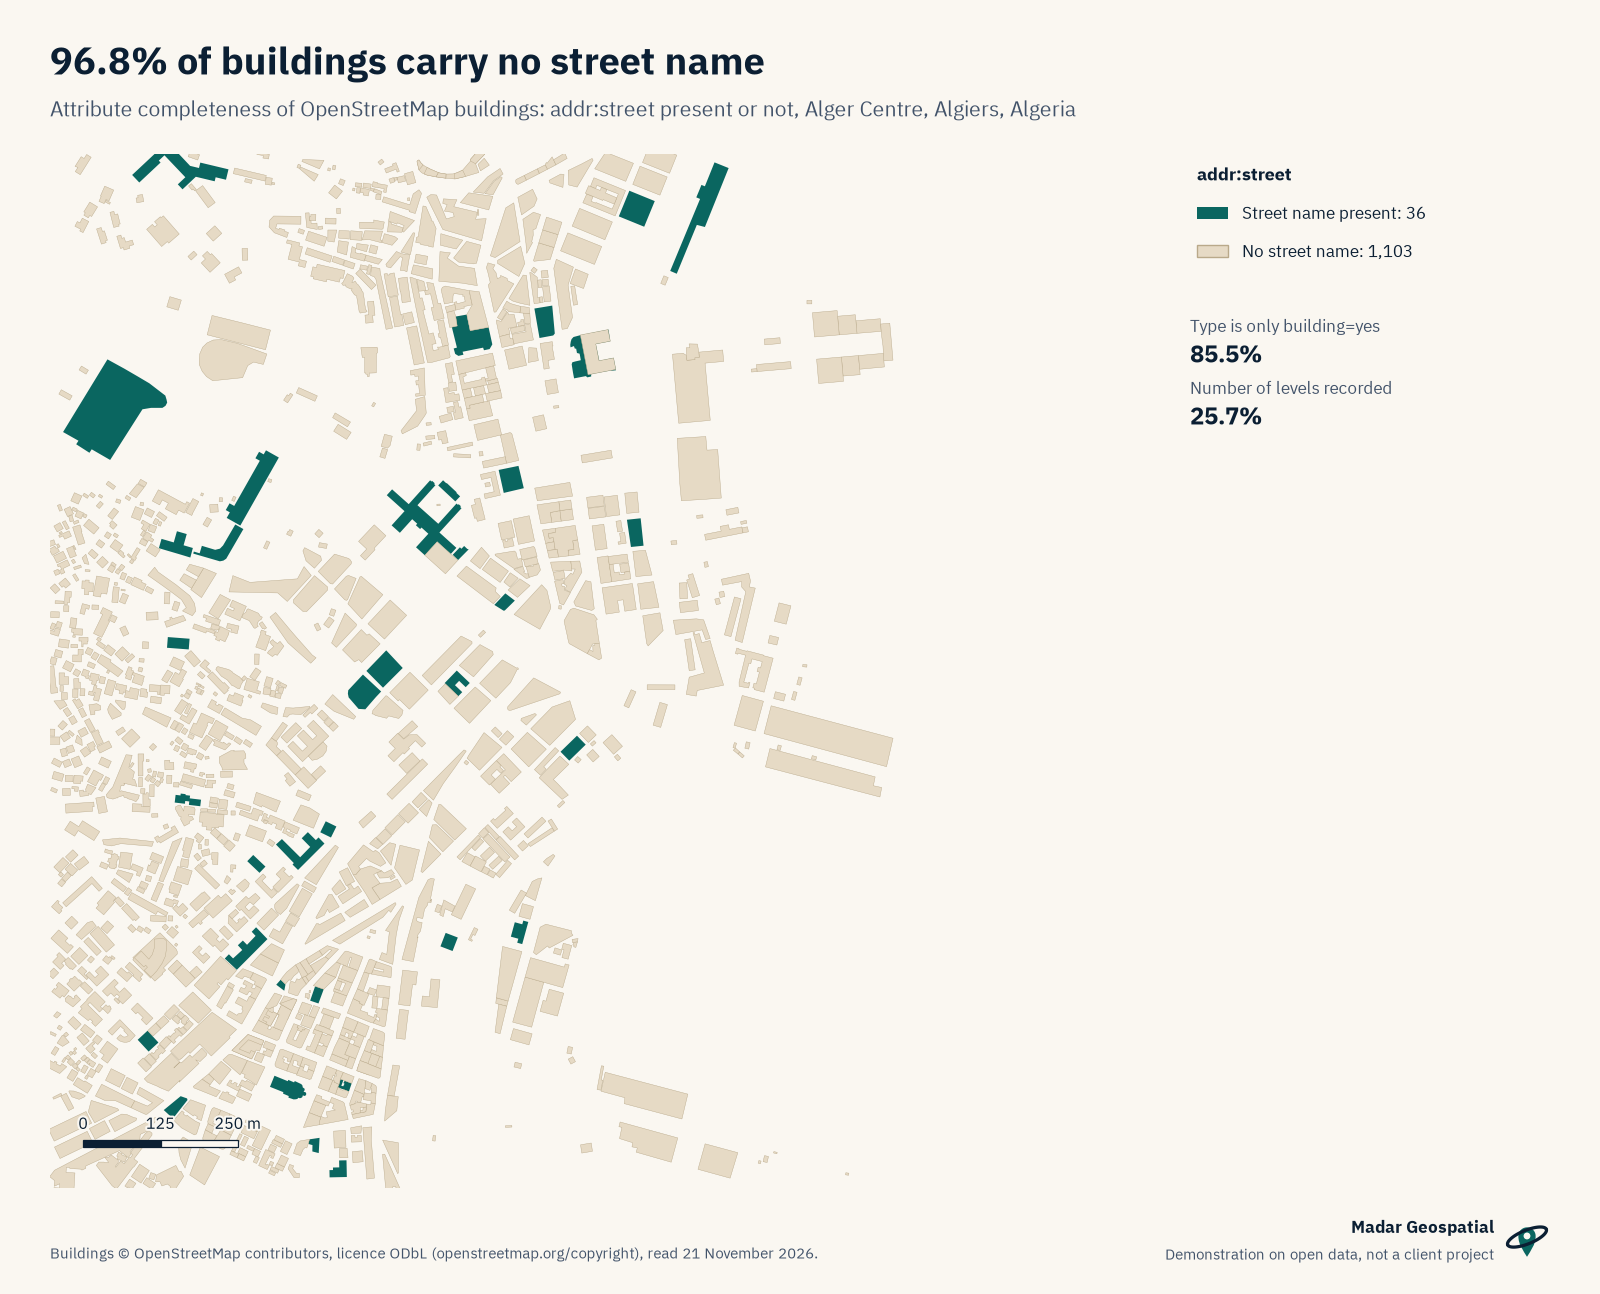 96.8% of buildings carry no street name
Attribute completeness of OpenStreetMap buildings: addr:street present or not, Alger Centre, Algiers, Algeria
addr:street
Street name present: 36
No street name: 1,103
Type is only building=yes
85.5%
Number of levels recorded
25.7%
0 125 250 m
Madar Geospatial
Buildings © OpenStreetMap contributors, licence ODbL (openstreetmap.org/copyright), read 21 November 2026.
Demonstration on open data, not a client project